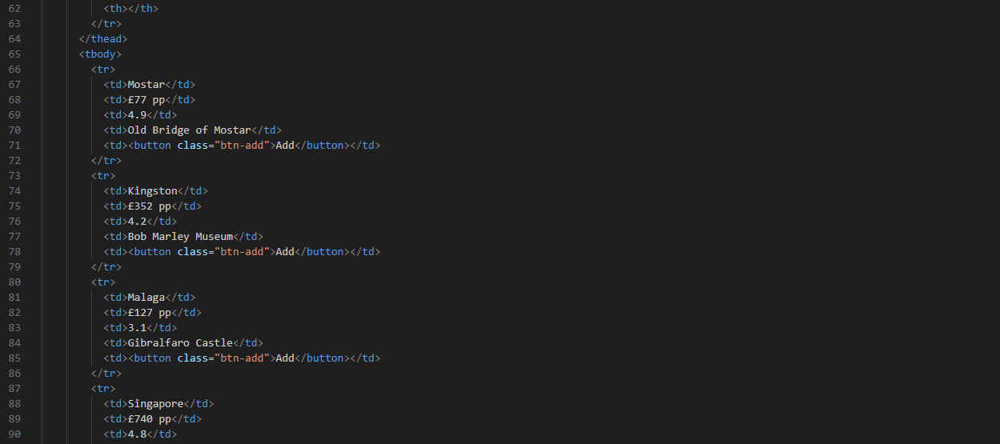 62 <th></th>
63 </tr>
64 </thead>
65 <tbody>
66 <tr>
67 <td>Mostar</td>
68 <td>£77 pp</td>
69 <td>4.9</td>
70 <td>Old Bridge of Mostar</td>
71 <td><button class="btn-add">Add</button></td>
72 </tr>
73 <tr>
74 <td>Kingston</td>
75 <td>£352 pp</td>
76 <td>4.2</td>
77 <td>Bob Marley Museum</td>
78 <td><button class="btn-add">Add</button></td>
79 </tr>
80 <tr>
81 <td>Malaga</td>
82 <td>£127 pp</td>
83 <td>3.1</td>
84 <td>Gibralfaro Castle</td>
85 <td><button class="btn-add">Add</button></td>
86 </tr>
87 <tr>
88 <td>Singapore</td>
89 <td>£740 pp</td>
90 <td>4.8</td>